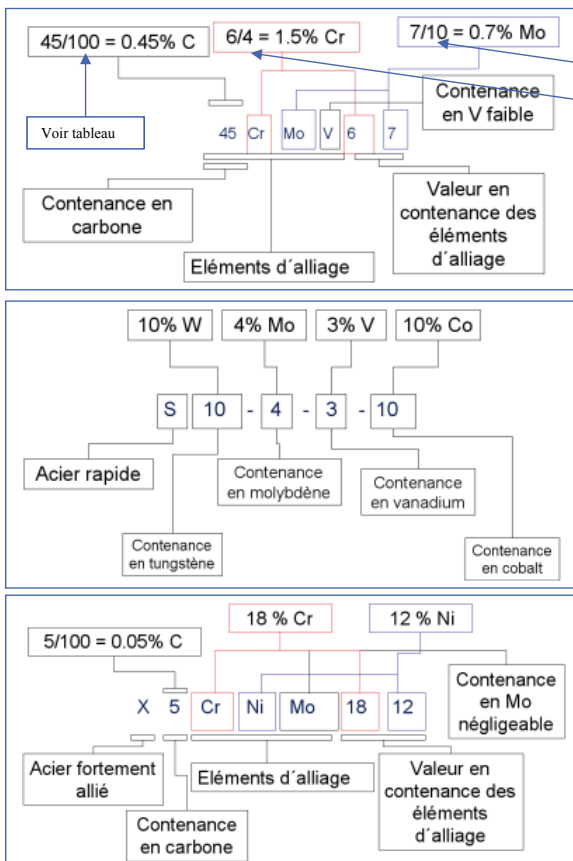 45/100 = 0.45% C
6/4 = 1.5% Cr
7/10 = 0.7% Mo
Voir tableau
Contenance
en V faible
45 Cr Mo V 6 7
Contenance en
carbone
Eléments d´alliage
Valeur en
contenance des
éléments
d´alliage
10% W
4% Mo
3% V
10% Co
S 10 - 4 - 3 - 10
Acier rapide
Contenance
en molybdène
Contenance
en vanadium
Contenance
en tungstène
Contenance
en cobalt
18 % Cr
12 % Ni
5/100 = 0.05% C
X 5 Cr Ni Mo 18 12
Contenance
en Mo
négligeable
Acier fortement
allié
Eléments d´alliage
Valeur en
contenance des
éléments
d´alliage
Contenance
en carbone